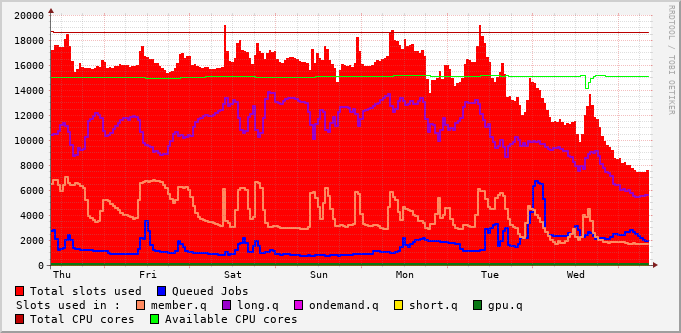 20000
18000
16000
14000
12000
10000
8000
6000
4000
2000
0
Thu Fri Sat Sun Mon Tue Wed
RRDTOOL / TOBI OETIKER
Total slots used Queued Jobs
Slots used in : member.q long.q ondemand.q short.q gpu.q
Total CPU cores Available CPU cores